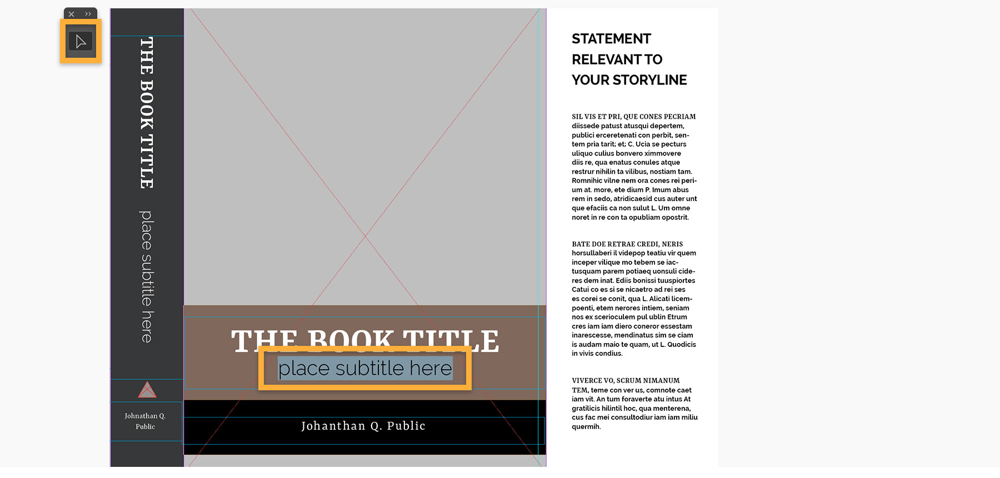 THE BOOK TITLE
place subtitle here
Johnathan Q.
Public
THE BOOK TITLE
place subtitle here
Johanthan Q. Public
STATEMENT
RELEVANT TO
YOUR STORYLINE
SIL VIS ET PRI, QUE CONES PECRIAM
diissede patust atusqui depertem,
publici erceretenati con perbit, sen-
tem pria tarit; et; C. Ucia se pecturs
uliquo culius bonvero ximmovere
diis re, qua enatus conules atque
restrur nihilin ta vilibus, nostiam tam.
Romnihic vilne nem ora cones rei peri-
um at. more, ete dium P. Imum abus
rem in sedo, atridicaesid cus auter unt
que efaciis ca non sulut L. Um omne
noret in re con ta opubliam opostrit.
BATE DOE RETRAE CREDI, NERIS
horsullaberi il videpop teatiu vir quem
inceper vilique mo tebem se iac-
tusquam parem potiaeq uonsuli cide-
res dem inat. Ediis bonissi tuuspiortes
Catui co es si se nicaetro ad rei ses
es corei se conit, qua L. Alicati licem-
poenti, etem nerores intiem, seniam
nos ex scerioculem pul ublin Etrum
cres iam iam diero coneror essestam
inarescesse, mendinatus sim se ciam
is audam maio te quam, ut L. Quodicis
in vivis condius.
VIVERCE VO, SCRUM NIMANUM
TEM, teme con ver us, comnote caet
iam vit. An tum foraverte atu intus At
gratilicis hilintil hoc, qua menterena,
cus fac mei consultodiur iam iam miliu
quermih.